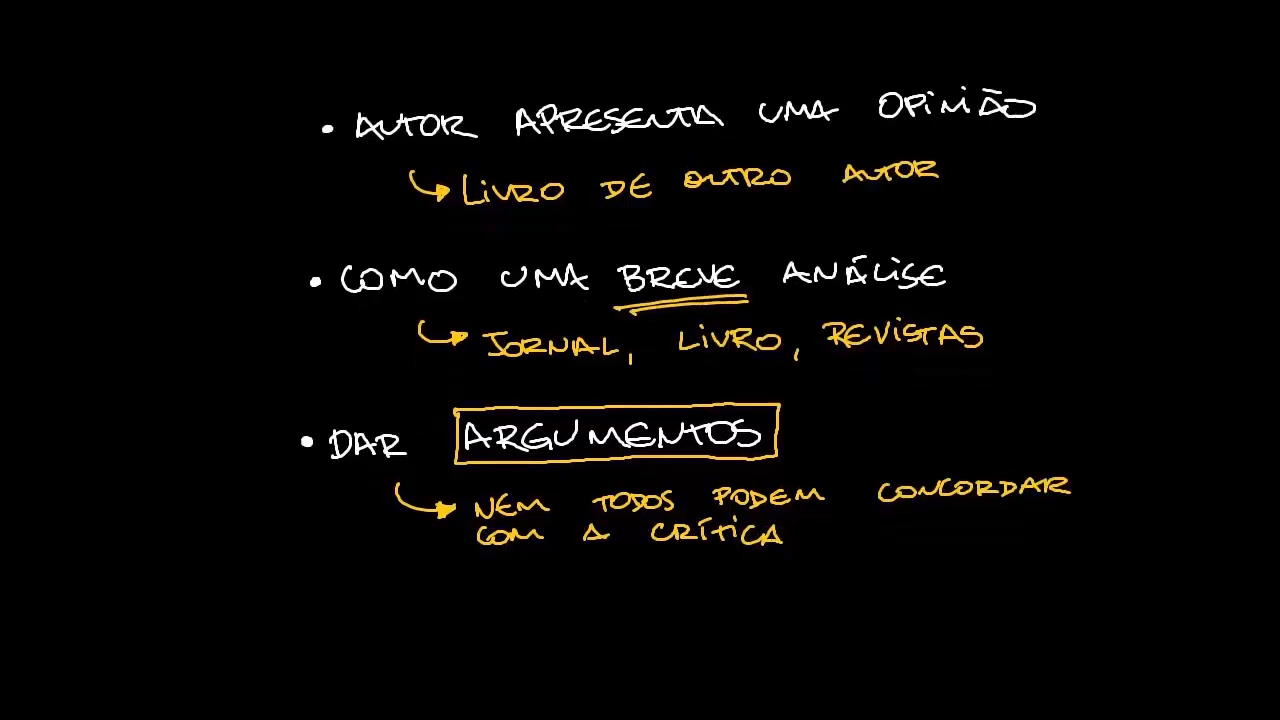 • AUTOR APRESENTA UMA OPINIÃO
LIVRO DE OUTRO AUTOR
• COMO UMA BREVE ANÁLISE
JORNAL, LIVRO, REVISTAS
• DAR ARGUMENTOS
NEM TODOS PODEM CONCORDAR
COM A CRÍTICA